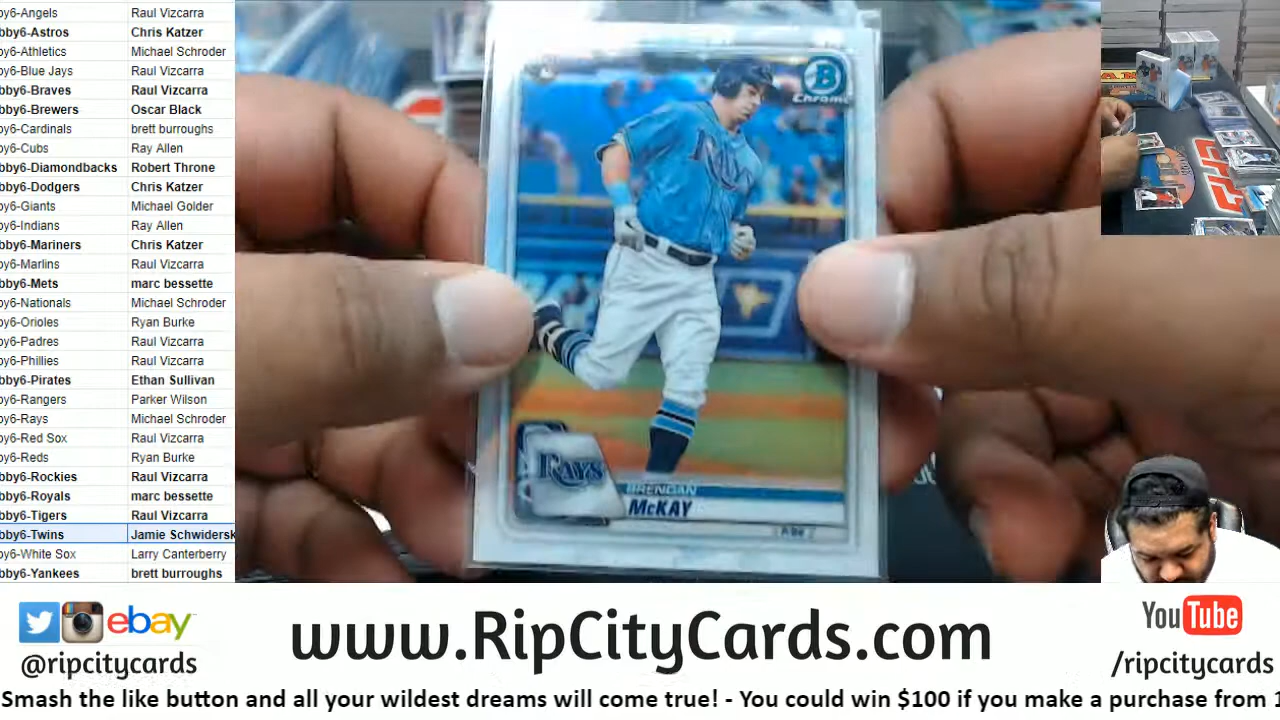 by6-Angels Raul Vizcarra
bby6-Astros Chris Katzer
by6-Athletics Michael Schroder
by6-Blue Jays Raul Vizcarra
bby6-Braves Raul Vizcarra
bby6-Brewers Oscar Black
by6-Cardinals brett burroughs
by6-Cubs Ray Allen
bby6-Diamondbacks Robert Throne
bby6-Dodgers Chris Katzer
by6-Giants Michael Golder
by6-Indians Ray Allen
bby6-Mariners Chris Katzer
by6-Marlins Raul Vizcarra
bby6-Mets marc bessette
by6-Nationals Michael Schroder
by6-Orioles Ryan Burke
by6-Padres Raul Vizcarra
by6-Phillies Raul Vizcarra
bby6-Pirates Ethan Sullivan
by6-Rangers Parker Wilson
by6-Rays Michael Schroder
by6-Red Sox Raul Vizcarra
by6-Reds Ryan Burke
bby6-Rockies Raul Vizcarra
bby6-Royals marc bessette
bby6-Tigers Raul Vizcarra
bby6-Twins Jamie Schwidersk
by6-White Sox Larry Canterberry
bby6-Yankees brett burroughs
B
Chrome
RAYS
BRENDAN
McKAY
ebay
@ripcitycards
www.RipCityCards.com
YouTube
/ripcitycards
Smash the like button and all your wildest dreams will come true! - You could win $100 if you make a purchase from 1